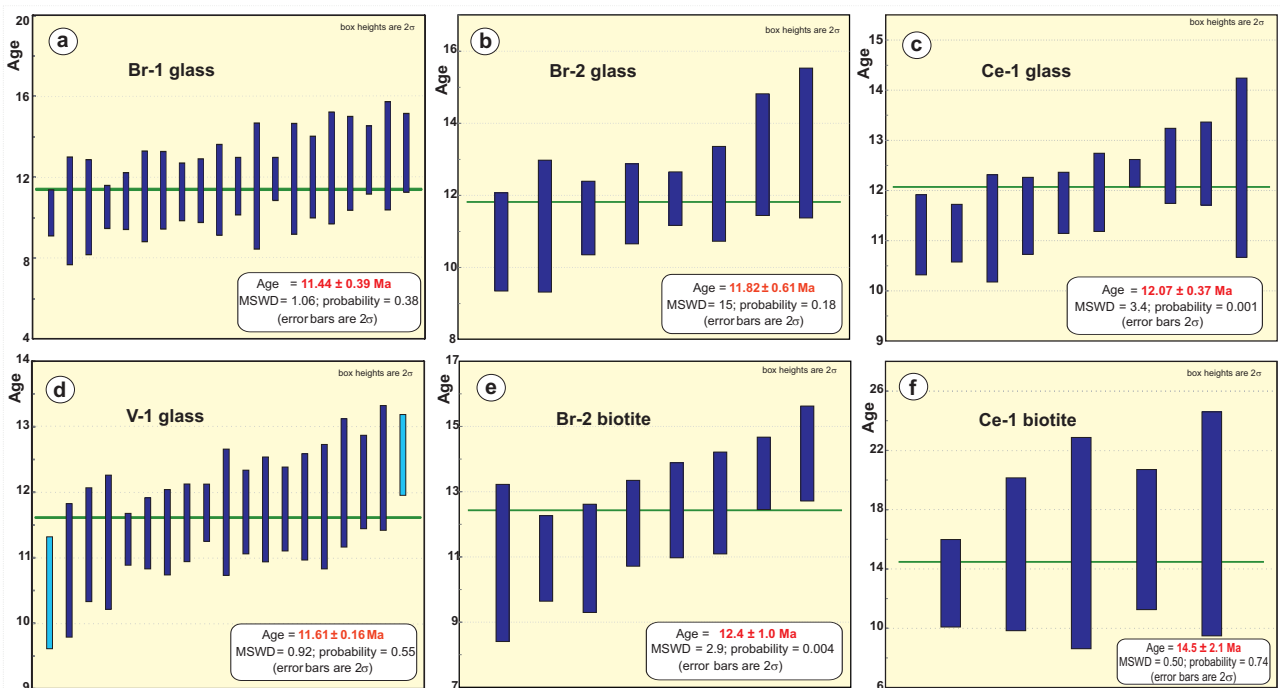 box heights are 2σ
a
Br-1 glass
Age
20
16
12
8
4
Age = 11.44 ± 0.39 Ma
MSWD = 1.06; probability = 0.38
(error bars are 2σ)
box heights are 2σ
b
Br-2 glass
Age
16
14
12
10
8
Age = 11.82 ± 0.61 Ma
MSWD = 15; probability = 0.18
(error bars are 2σ)
box heights are 2σ
c
Ce-1 glass
Age
15
14
13
12
11
10
9
Age = 12.07 ± 0.37 Ma
MSWD = 3.4; probability = 0.001
(error bars 2σ)
box heights are 2σ
d
V-1 glass
Age
14
13
12
11
10
9
Age = 11.61 ± 0.16 Ma
MSWD = 0.92; probability = 0.55
(error bars are 2σ)
box heights are 2σ
e
Br-2 biotite
Age
17
15
13
11
9
7
Age = 12.4 ± 1.0 Ma
MSWD = 2.9; probability = 0.004
(error bars are 2σ)
box heights are 2σ
f
Ce-1 biotite
Age
26
22
18
14
10
6
Age = 14.5 ± 2.1 Ma
MSWD = 0.50; probability = 0.74
(error bars are 2σ)